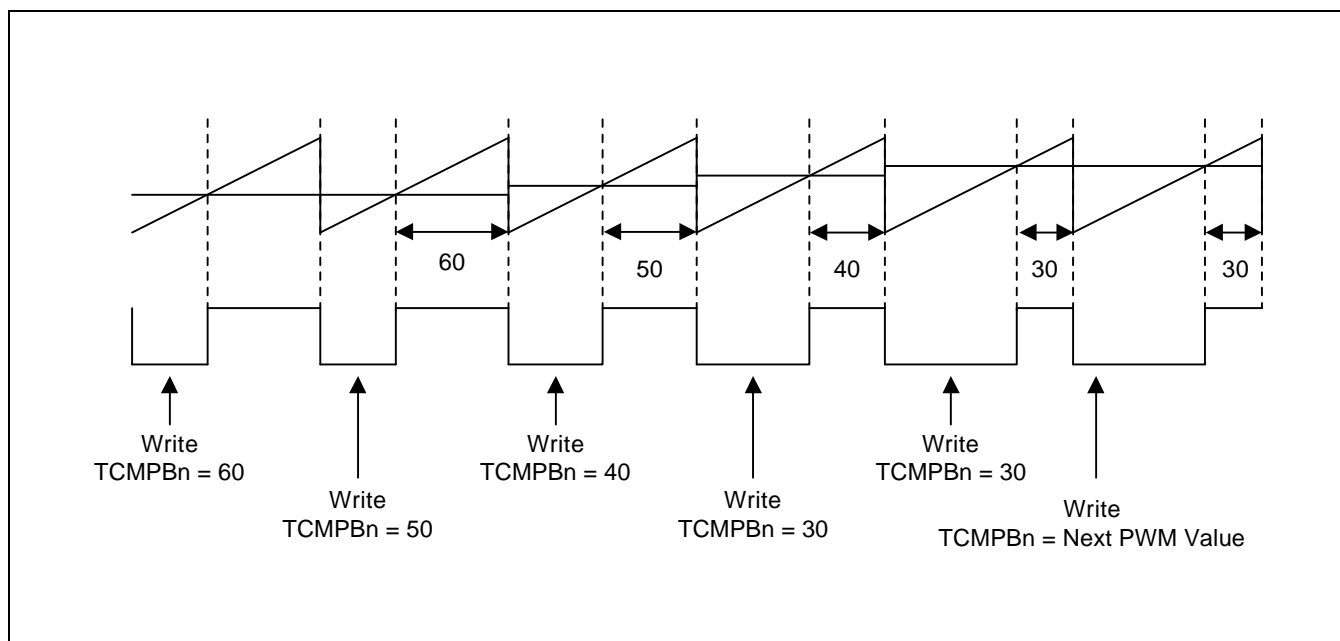 60
50
40
30
30
Write
TCMPBn = 60
Write
TCMPBn = 50
Write
TCMPBn = 40
Write
TCMPBn = 30
Write
TCMPBn = 30
Write
TCMPBn = Next PWM Value